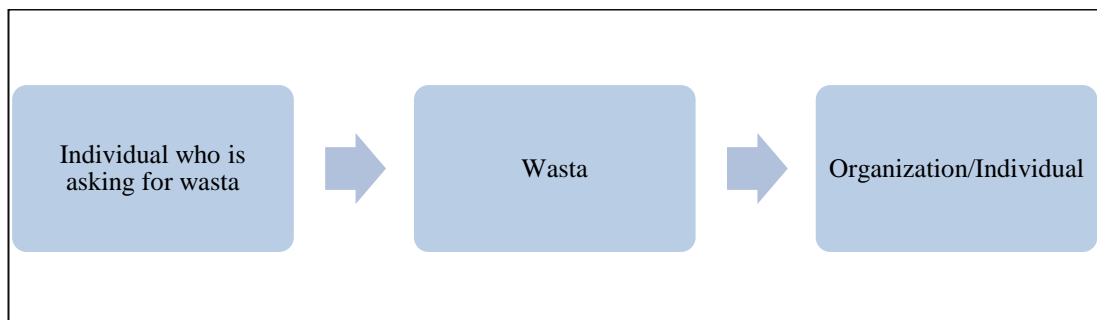 Individual who is
asking for wasta
Wasta
Organization/Individual